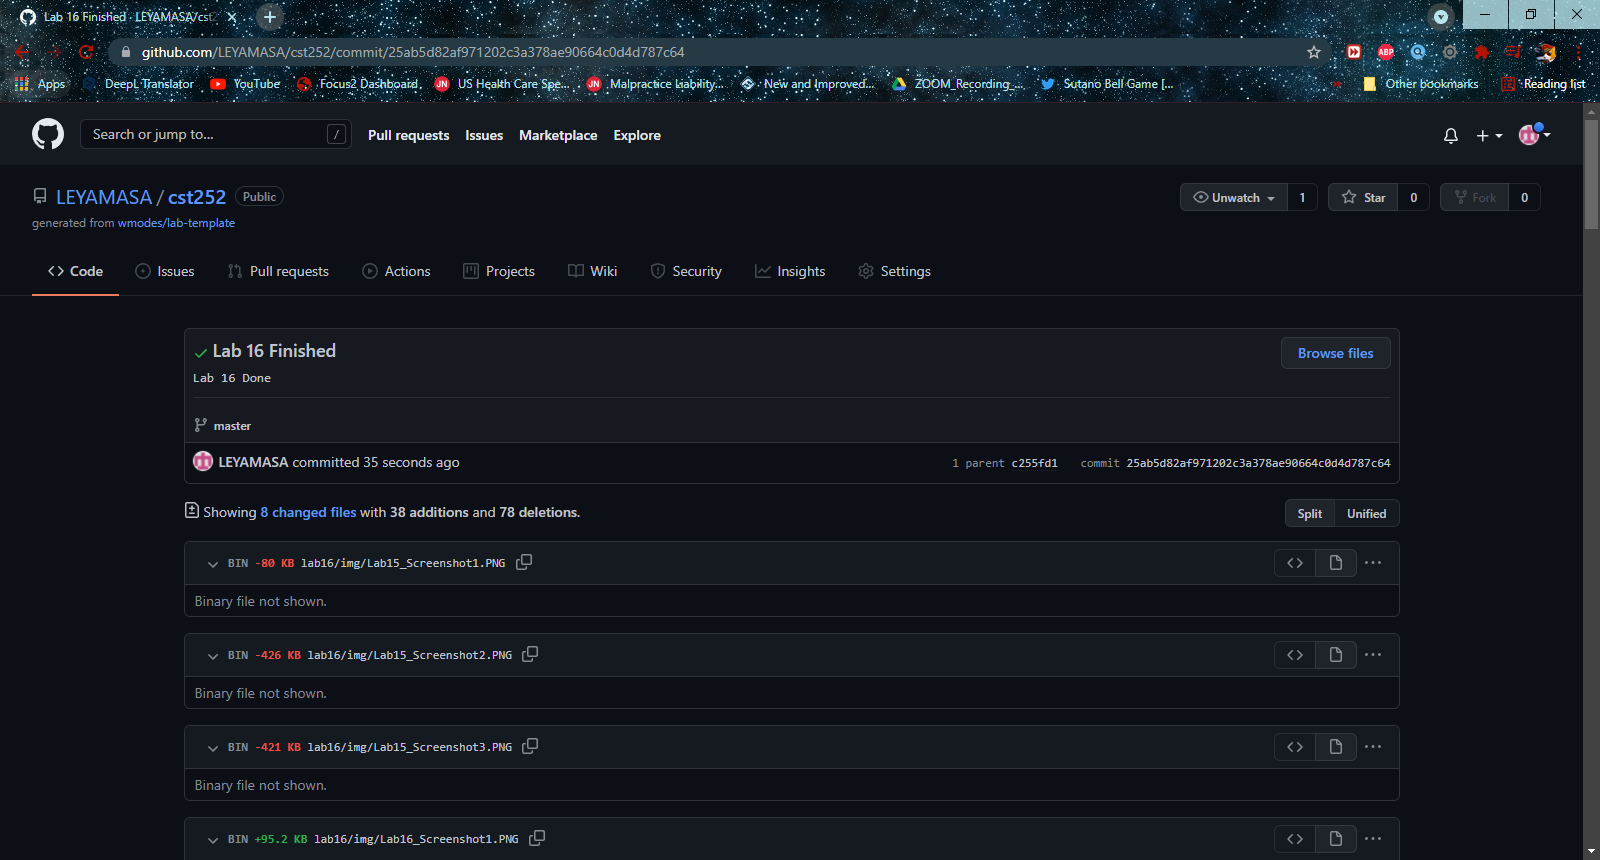 Lab 16 Finished · LEYAMASA/cst2
github.com/LEYAMASA/cst252/commit/25ab5d82af971202c3a378ae90664c0d4d787c64
ABP
Apps DeepL Translator YouTube Focus2 Dashboard JN US Health Care Spe... JN Malpractice Liability... New and Improved... ZOOM_Recording_... Sutano Bell Game [... » Other bookmarks Reading list
Search or jump to... / Pull requests Issues Marketplace Explore
LEYAMASA / cst252 Public Unwatch 1 Star 0 Fork 0
generated from wmodes/lab-template
Code Issues Pull requests Actions Projects Wiki Security Insights Settings
Lab 16 Finished Browse files
Lab 16 Done
master
LEYAMASA committed 35 seconds ago 1 parent c255fd1 commit 25ab5d82af971202c3a378ae90664c0d4d787c64
Showing 8 changed files with 38 additions and 78 deletions. Split Unified
BIN -80 KB lab16/img/Lab15_Screenshot1.PNG
Binary file not shown.
BIN -426 KB lab16/img/Lab15_Screenshot2.PNG
Binary file not shown.
BIN -421 KB lab16/img/Lab15_Screenshot3.PNG
Binary file not shown.
BIN +95.2 KB lab16/img/Lab16_Screenshot1.PNG